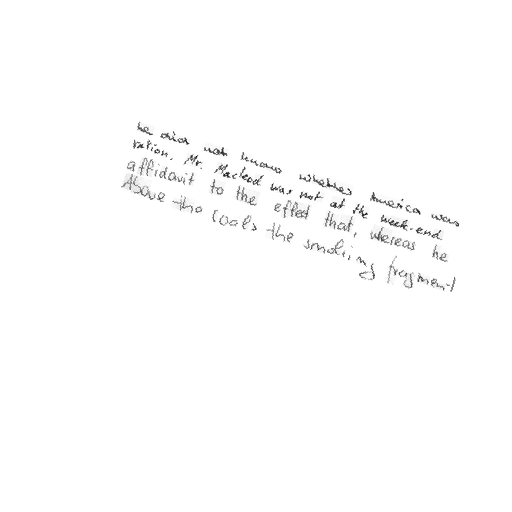 he did not know whether America was
ration. Mr. Macleod was not at the week-end
affidavit to the effect that, whereas he
Above the coals the smoking fragment